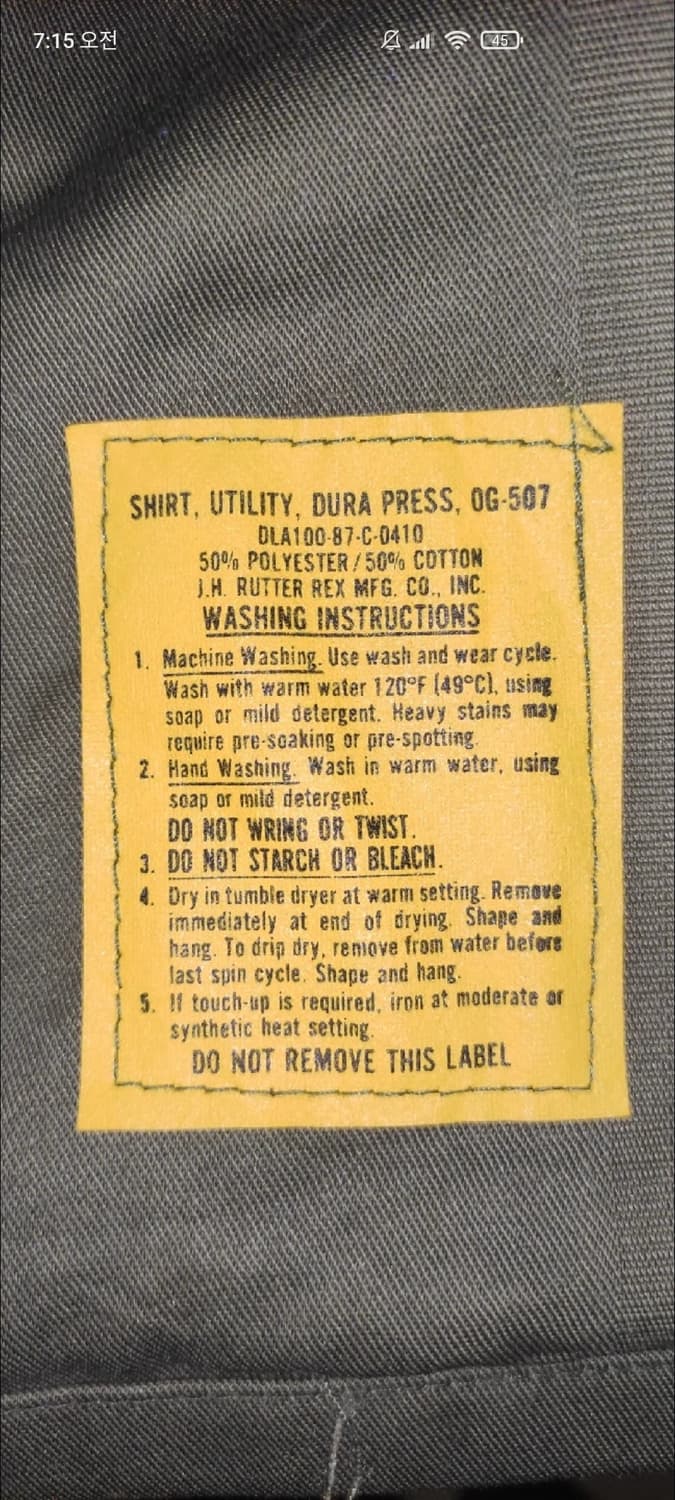 7:15 오전
45
SHIRT, UTILITY, DURA PRESS, OG-507
DLA100-87-C-0410
50% POLYESTER/50% COTTON
J.H. RUTTER REX MFG. CO., INC.
WASHING INSTRUCTIONS
1. Machine Washing. Use wash and wear cycle.
Wash with warm water 120°F (49°C), using
soap or mild detergent. Heavy stains may
require pre-soaking or pre-spotting.
2. Hand Washing. Wash in warm water, using
soap or mild detergent.
DO NOT WRING OR TWIST.
3. DO NOT STARCH OR BLEACH.
4. Dry in tumble dryer at warm setting. Remove
immediately at end of drying. Shape and
hang. To drip dry, remove from water before
last spin cycle. Shape and hang.
5. If touch-up is required, iron at moderate or
synthetic heat setting.
DO NOT REMOVE THIS LABEL